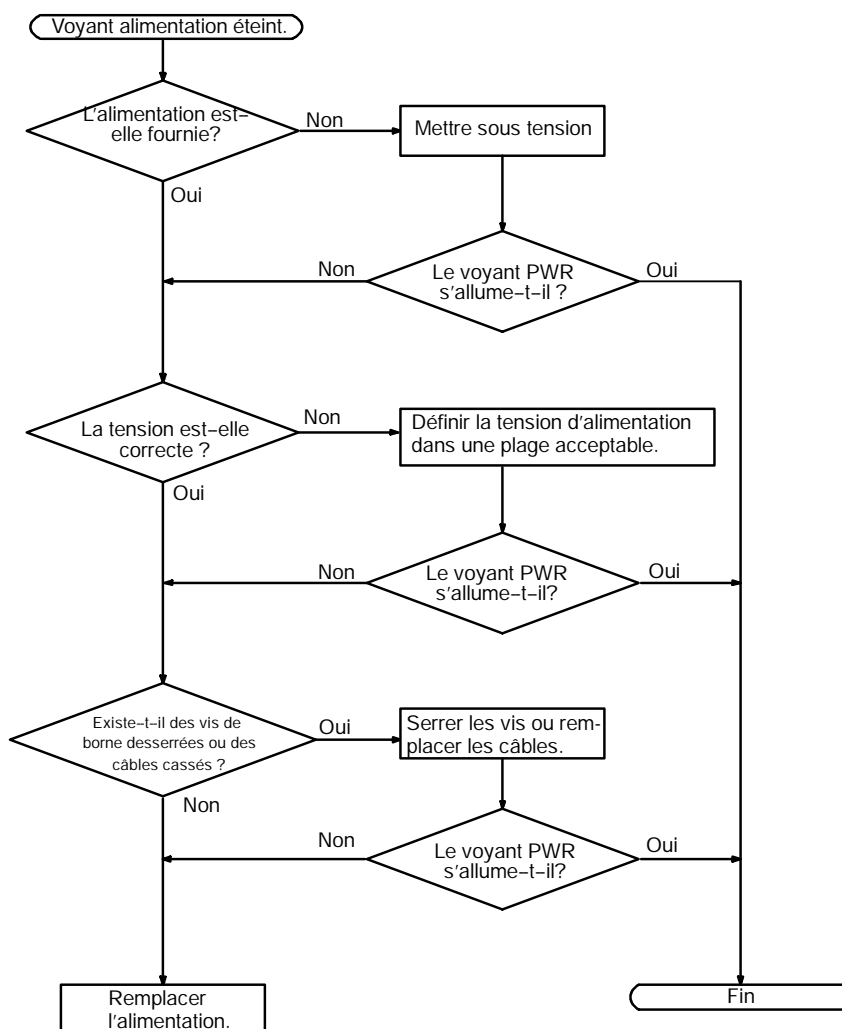 Voyant alimentation éteint.
L'alimentation est–
elle fournie?
Non
Mettre sous tension
Oui
Non
Le voyant PWR
s'allume–t–il ?
Oui
La tension est–elle
correcte ?
Non
Définir la tension d'alimentation
dans une plage acceptable.
Oui
Non
Le voyant PWR
s'allume–t–il?
Oui
Existe–t–il des vis de
borne desserrées ou des
câbles cassés ?
Oui
Serrer les vis ou rem–
placer les câbles.
Non
Non
Le voyant PWR
s'allume–t–il?
Oui
Remplacer
l'alimentation.
Fin